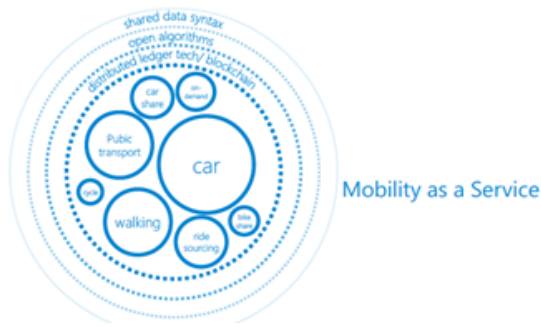 shared data syntax
open algorithms
distributed ledger tech/ blockchain
car
share
on-
demand
Pubic
transport
car
cycle
walking
bike
share
ride
sourcing
Mobility as a Service